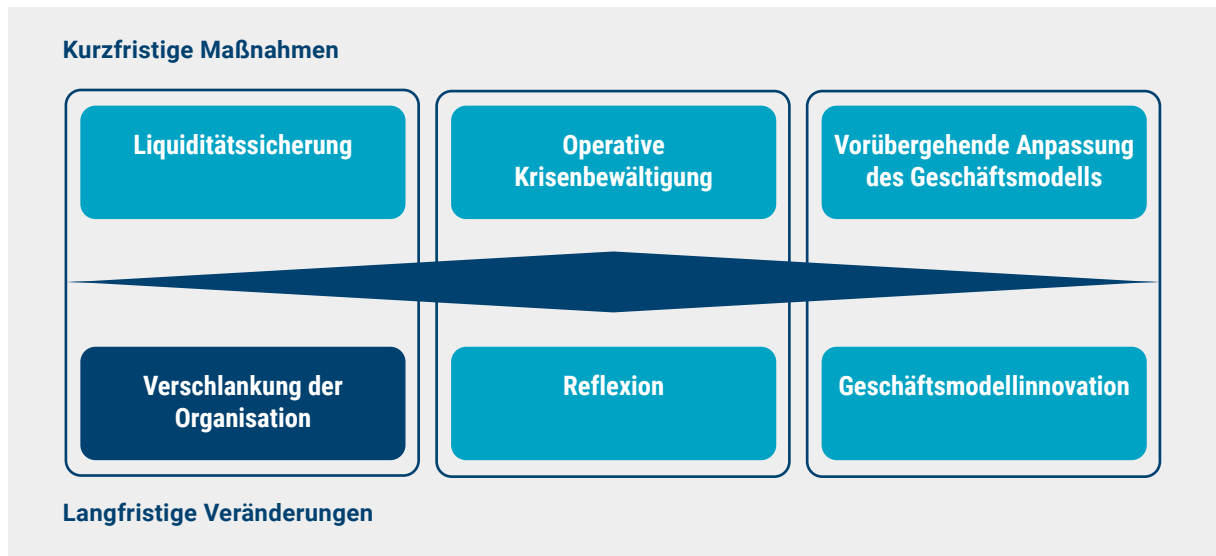 Kurzfristige Maßnahmen
Liquiditätssicherung
Operative
Krisenbewältigung
Vorübergehende Anpassung
des Geschäftsmodells
Verschlankung der
Organisation
Reflexion
Geschäftsmodellinnovation
Langfristige Veränderungen